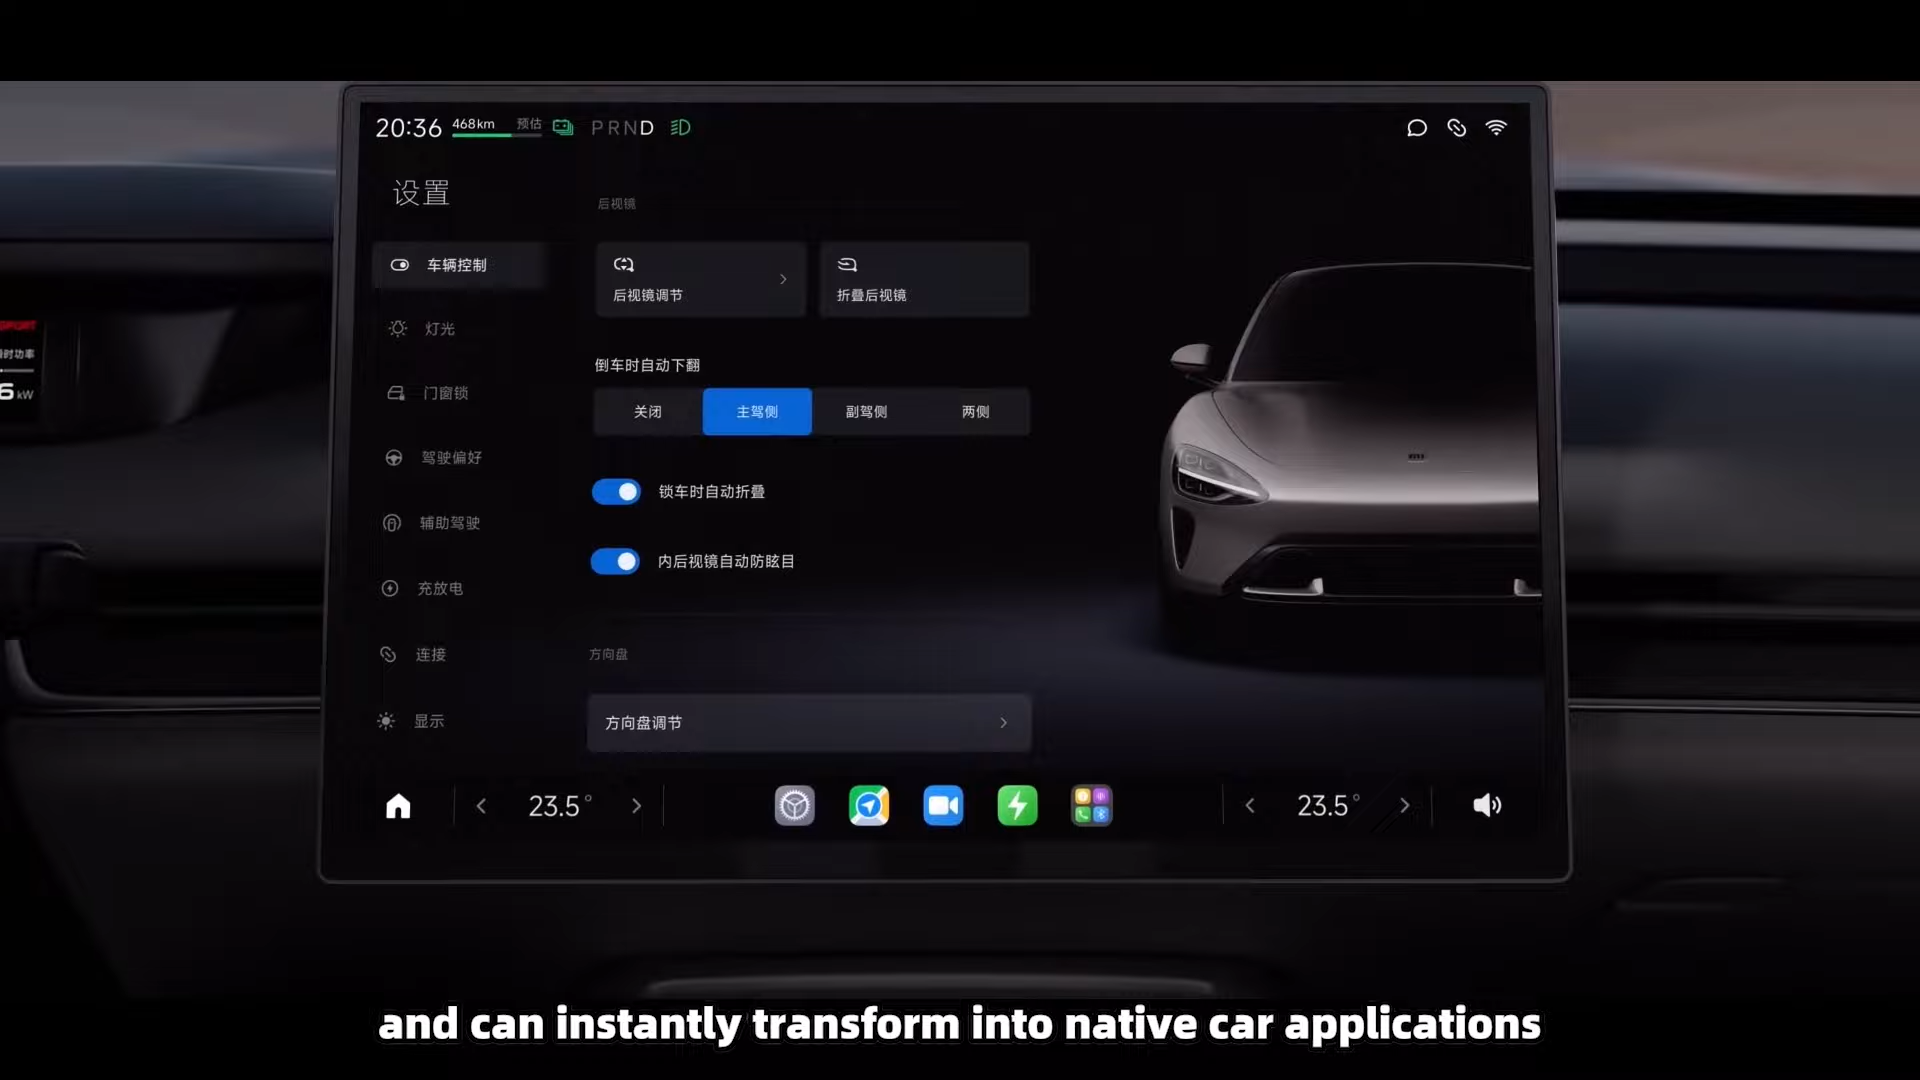 20:36 468km 预估 PRND
设置
后视镜
车辆控制
后视镜调节
折叠后视镜
灯光
倒车时自动下翻
门窗锁
关闭 主驾侧 副驾侧 两侧
驾驶偏好
锁车时自动折叠
辅助驾驶
内后视镜自动防眩目
充放电
连接
方向盘
显示
方向盘调节
23.5°
23.5°
SPORT
时功率
6 kW
and can instantly transform into native car applications